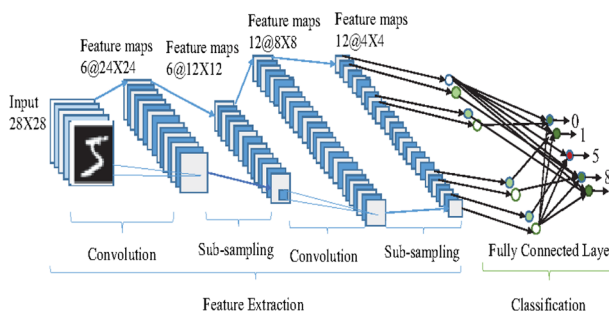 Input
28X28
Feature maps
6@24X24
Feature maps
6@12X12
Feature maps
12@8X8
Feature maps
12@4X4
0
1
5
8
Convolution
Sub-sampling
Convolution
Sub-sampling
Fully Connected Laye
Feature Extraction
Classification